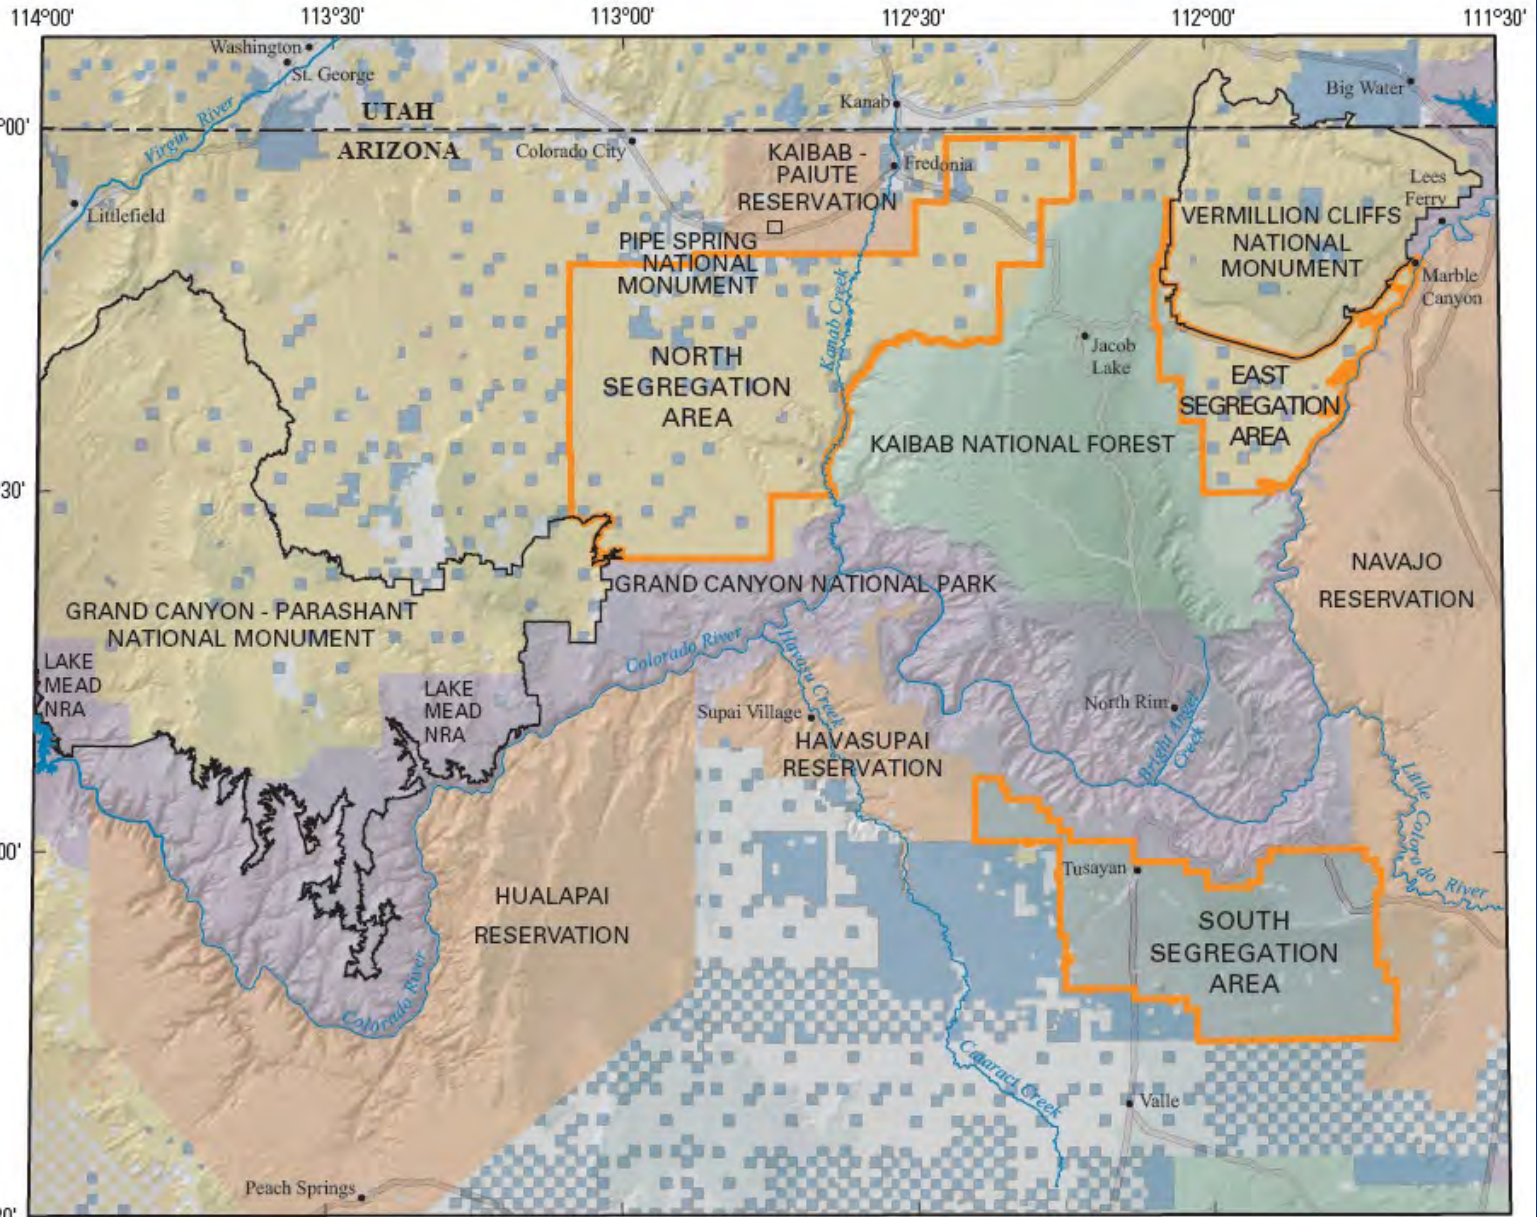 114°00'
113°30'
113°00'
112°30'
112°00'
111°30'
Washington
St. George
Virgin River
UTAH
ARIZONA
Kanab
Big Water
°00'
Colorado City
KAIBAB -
PAIUTE
RESERVATION
Fredonia
Lees
Ferry
Littlefield
VERMILLION CLIFFS
NATIONAL
MONUMENT
PIPE SPRING
NATIONAL
MONUMENT
Marble
Canyon
Kanab Creek
Jacob
Lake
NORTH
SEGREGATION
AREA
EAST
SEGREGATION
AREA
KAIBAB NATIONAL FOREST
30'
NAVAJO
RESERVATION
GRAND CANYON NATIONAL PARK
GRAND CANYON - PARASHANT
NATIONAL MONUMENT
Colorado River
Havasu Creek
LAKE
MEAD
NRA
LAKE
MEAD
NRA
North Rim
Bright Angel
Creek
Supai Village
HAVASUPAI
RESERVATION
Little Colorado River
00'
Tusayan
HUALAPAI
RESERVATION
SOUTH
SEGREGATION
AREA
Colorado River
Cataract Creek
Valle
Peach Springs